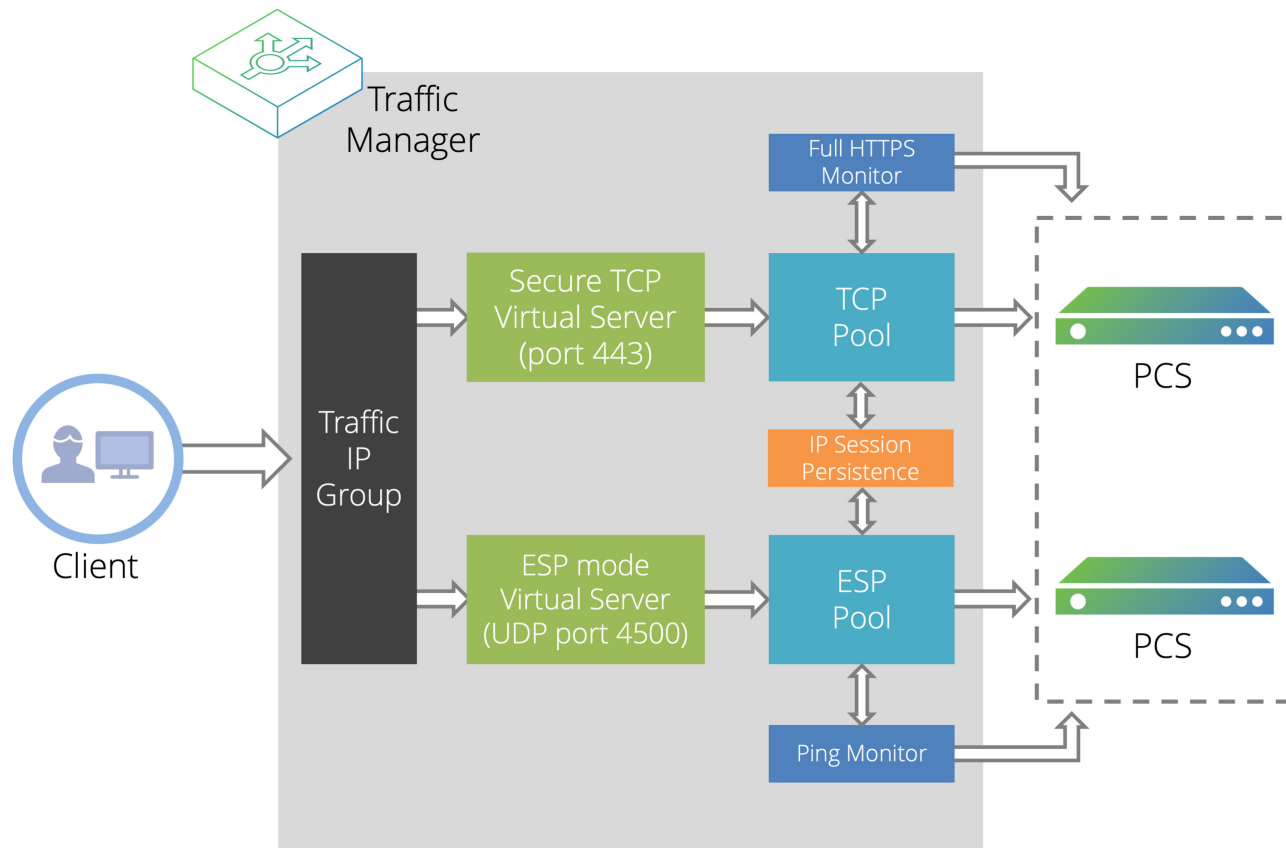 Traffic
Manager
Full HTTPS
Monitor
Secure TCP
Virtual Server
(port 443)
TCP
Pool
PCS
Traffic
IP
Group
IP Session
Persistence
Client
ESP mode
Virtual Server
(UDP port 4500)
ESP
Pool
PCS
Ping Monitor